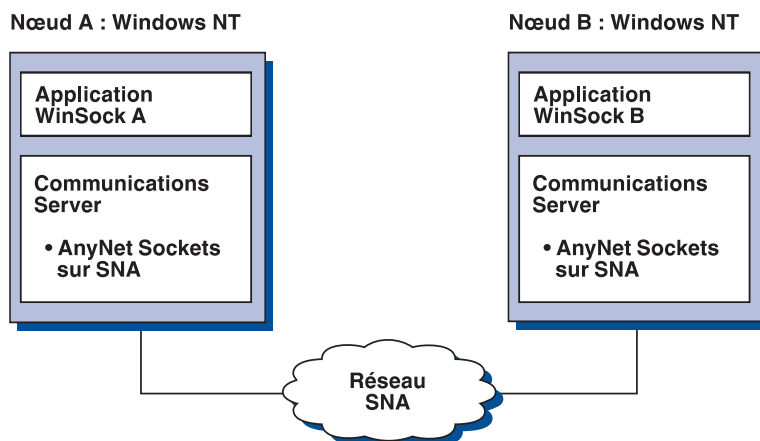 Nœud A : Windows NT
Application
WinSock A
Communications
Server
• AnyNet Sockets
sur SNA
Nœud B : Windows NT
Application
WinSock B
Communications
Server
• AnyNet Sockets
sur SNA
Réseau
SNA